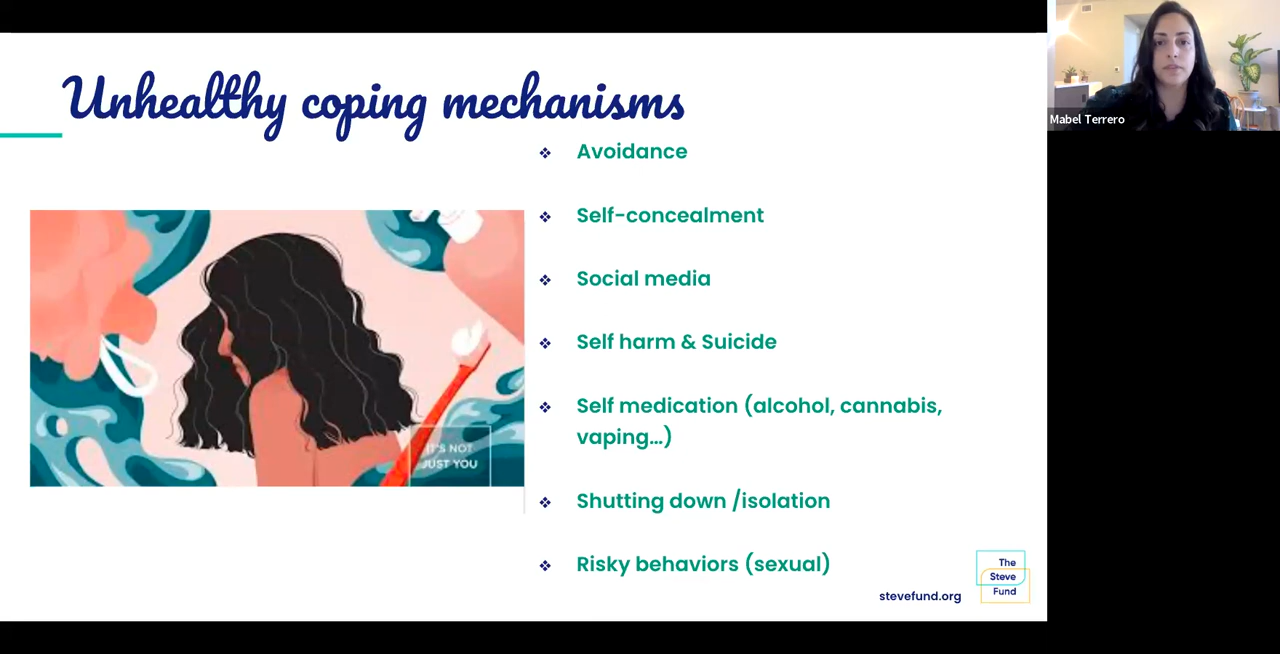 Unhealthy coping mechanisms
Avoidance
Self-concealment
Social media
Self harm & Suicide
Self medication (alcohol, cannabis,
vaping...)
Shutting down /isolation
Risky behaviors (sexual)
IT'S NOT
JUST YOU
stevefund.org
The
Steve
Fund
Mabel Terrero